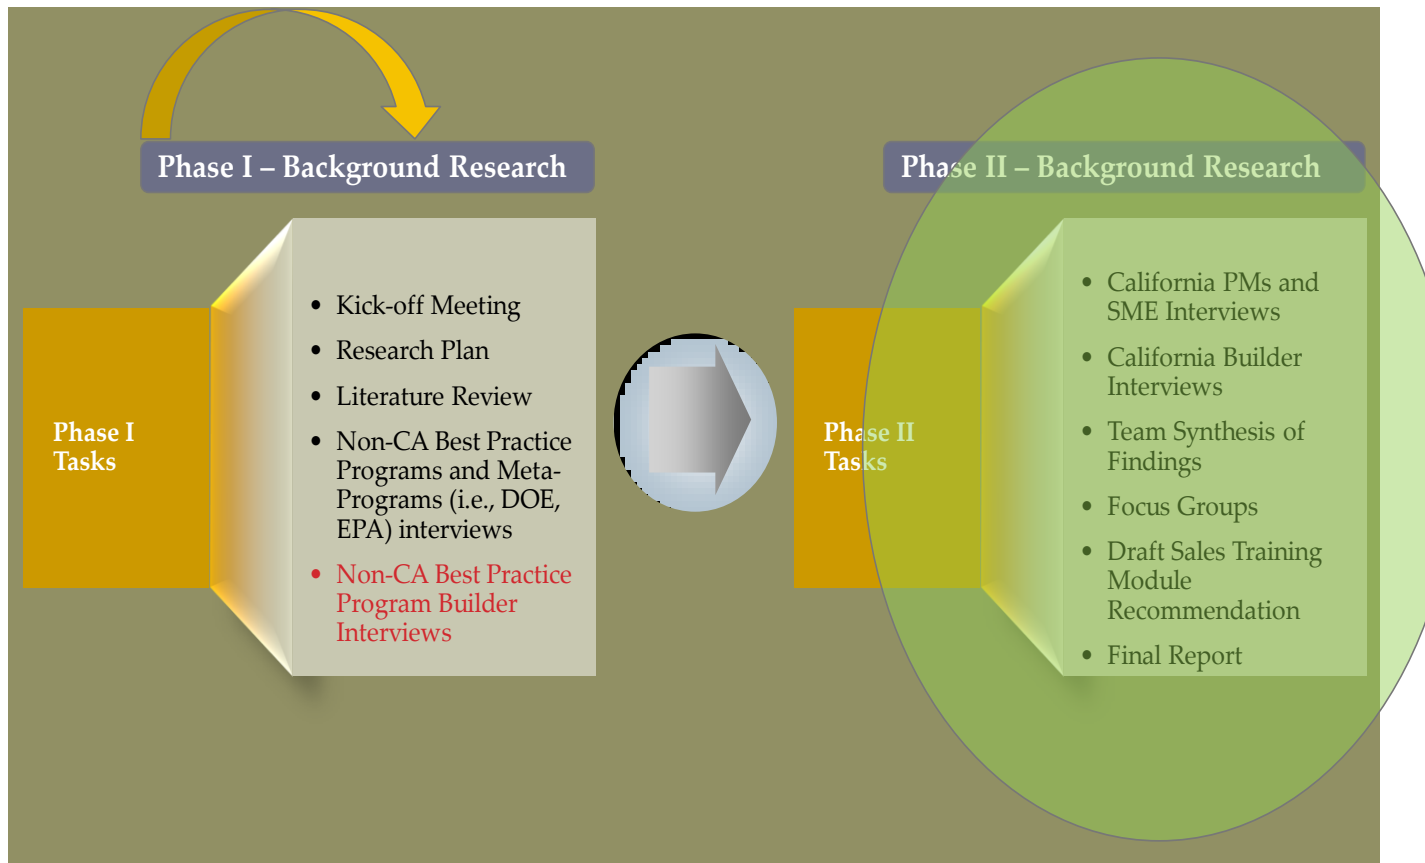 Phase I – Background Research
Phase I
Tasks
• Kick-off Meeting
• Research Plan
• Literature Review
• Non-CA Best Practice
Programs and Meta-
Programs (i.e., DOE,
EPA) interviews
• Non-CA Best Practice
Program Builder
Interviews
Phase II – Background Research
Phase II
Tasks
• California PMs and
SME Interviews
• California Builder
Interviews
• Team Synthesis of
Findings
• Focus Groups
• Draft Sales Training
Module
Recommendation
• Final Report